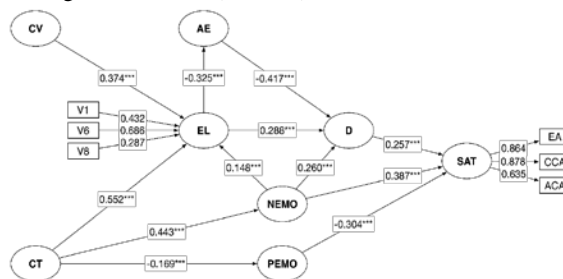 CV
AE
0.374***
-0.325***
-0.417***
V1
V6
V8
0.432
0.686
0.287
EL
0.286***
D
0.257***
SAT
0.864
0.878
0.635
EA
CCA
ACA
0.148***
0.260***
0.387***
0.552***
NEMO
0.443***
-0.304***
CT
-0.169***
PEMO